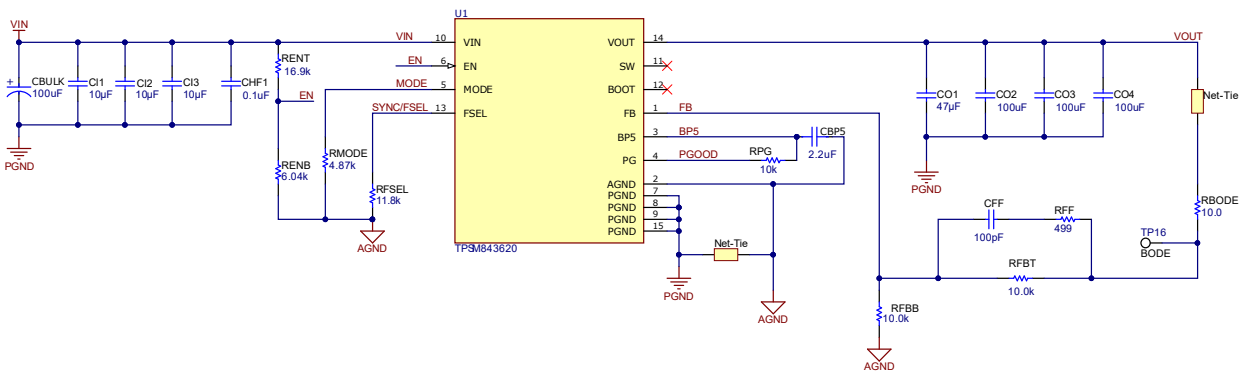 VIN
CBULK
100uF
CI1
10µF
CI2
10µF
CI3
10µF
CHF1
0.1uF
RENT
16.9k
EN
RENB
6.04k
RMODE
4.87k
RFSEL
11.8k
PGND
AGND
VIN
EN
MODE
SYNC/FSEL
10
6
5
13
U1
VIN
EN
MODE
FSEL
VOUT
SW
BOOT
FB
BP5
PG
AGND
PGND
PGND
PGND
PGND
TPSM843620
14
11
12
1
3
4
2
7
8
9
15
FB
BP5
PGOOD
RPG
10k
CBP5
2.2uF
Net-Tie
PGND
AGND
VOUT
CO1
47µF
CO2
100uF
CO3
100uF
CO4
100uF
PGND
Net-Tie
RBODE
10.0
TP16
BODE
CFF
100pF
RFF
499
RFBT
10.0k
RFBB
10.0k
AGND